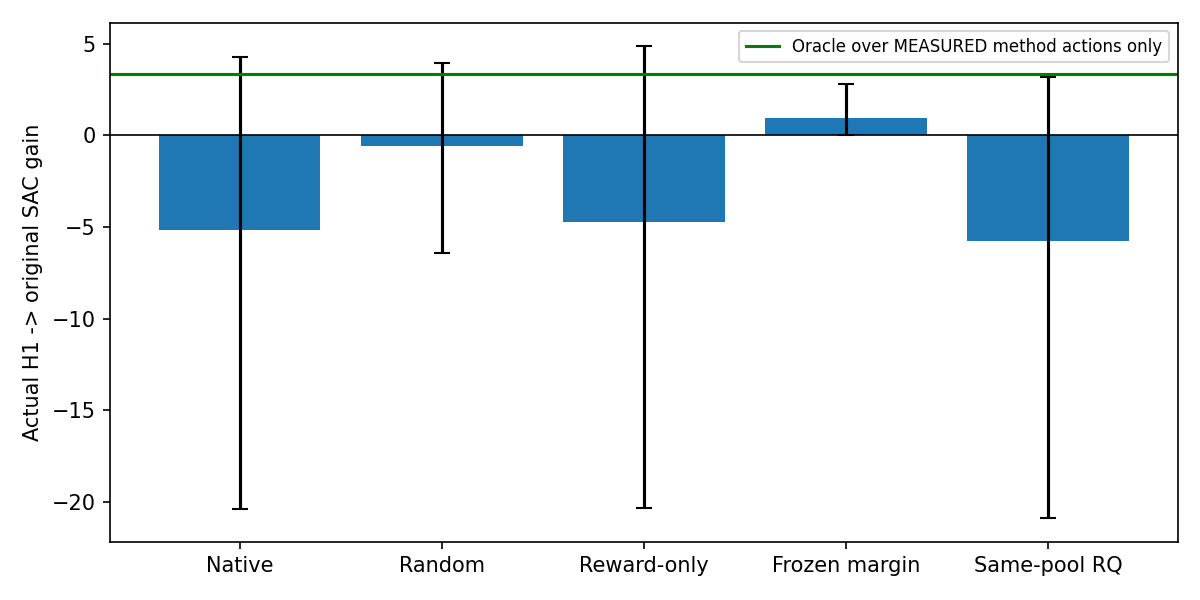 Oracle over MEASURED method actions only
Actual H1 -> original SAC gain
5
0
−5
−10
−15
−20
Native
Random
Reward-only
Frozen margin
Same-pool RQ